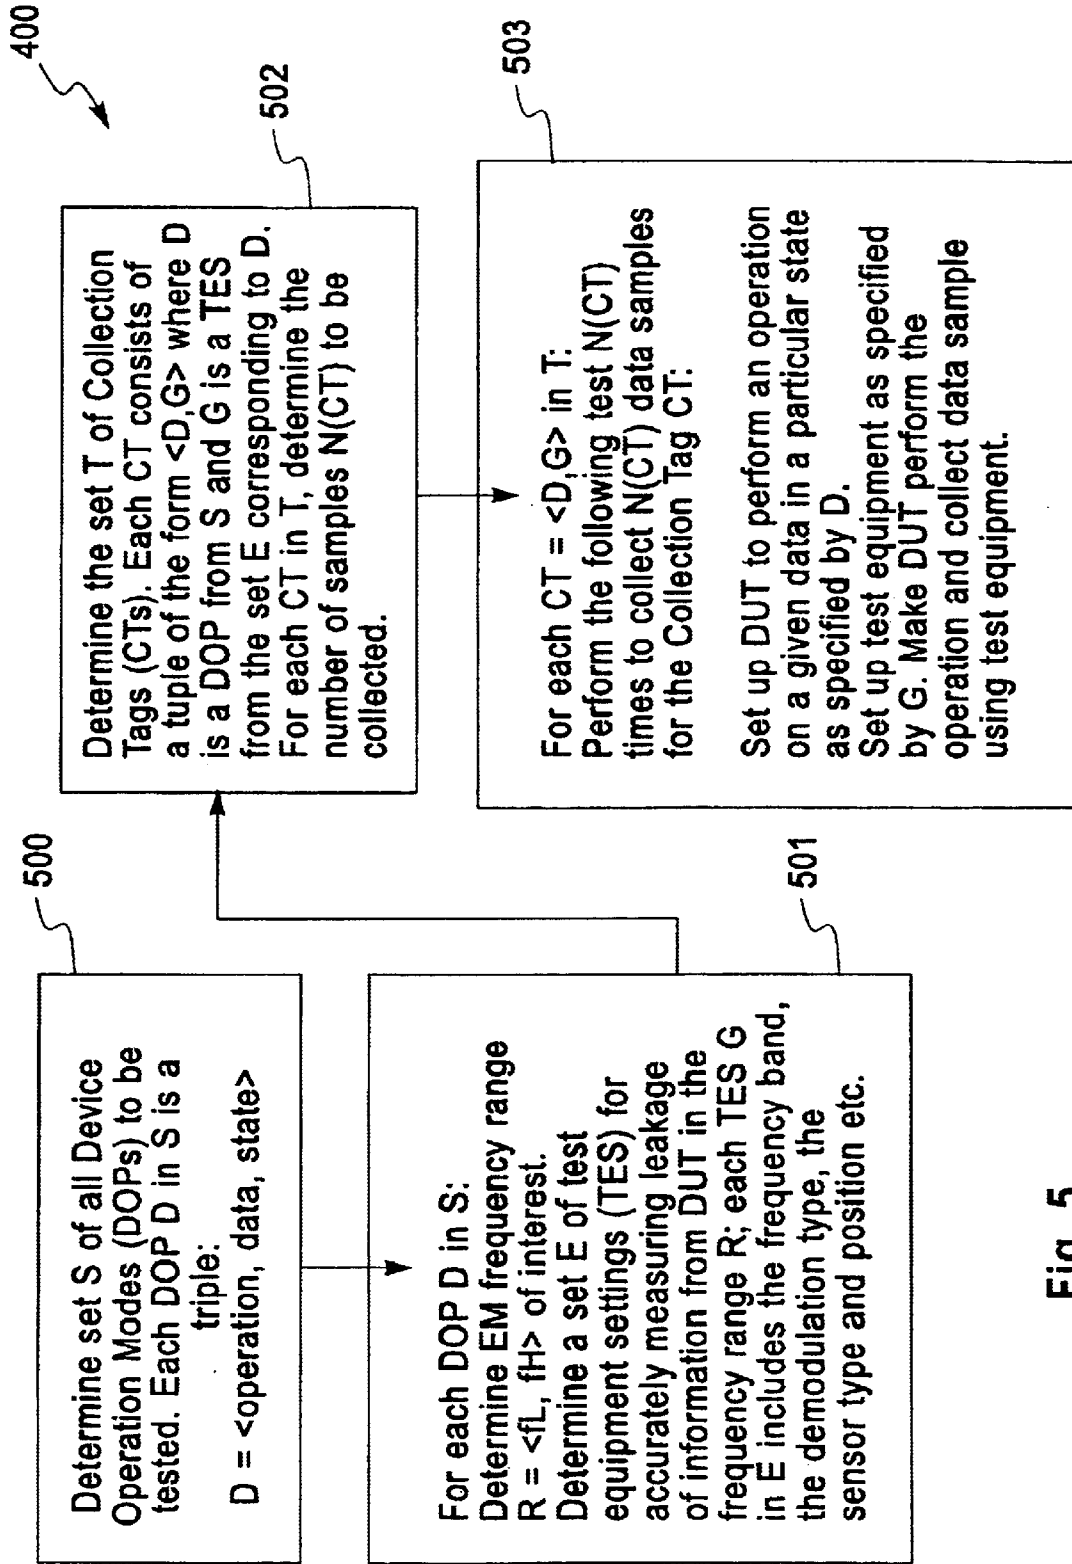 400
500
Determine set S of all Device
Operation Modes (DOPs) to be
tested. Each DOP D in S is a
triple:
D = <operation, data, state>
For each DOP D in S:
Determine EM frequency range
R = <fL, fH> of interest.
Determine a set E of test
equipment settings (TES) for
accurately measuring leakage
of information from DUT in the
frequency range R; each TES G
in E includes the frequency band,
the demodulation type, the
sensor type and position etc.
501
502
Determine the set T of Collection
Tags (CTs). Each CT consists of
a tuple of the form <D,G> where D
is a DOP from S and G is a TES
from the set E corresponding to D.
For each CT in T, determine the
number of samples N(CT) to be
collected.
503
For each CT = <D,G> in T:
Perform the following test N(CT)
times to collect N(CT) data samples
for the Collection Tag CT:
Set up DUT to perform an operation
on a given data in a particular state
as specified by D.
Set up test equipment as specified
by G. Make DUT perform the
operation and collect data sample
using test equipment.
Fig. 5